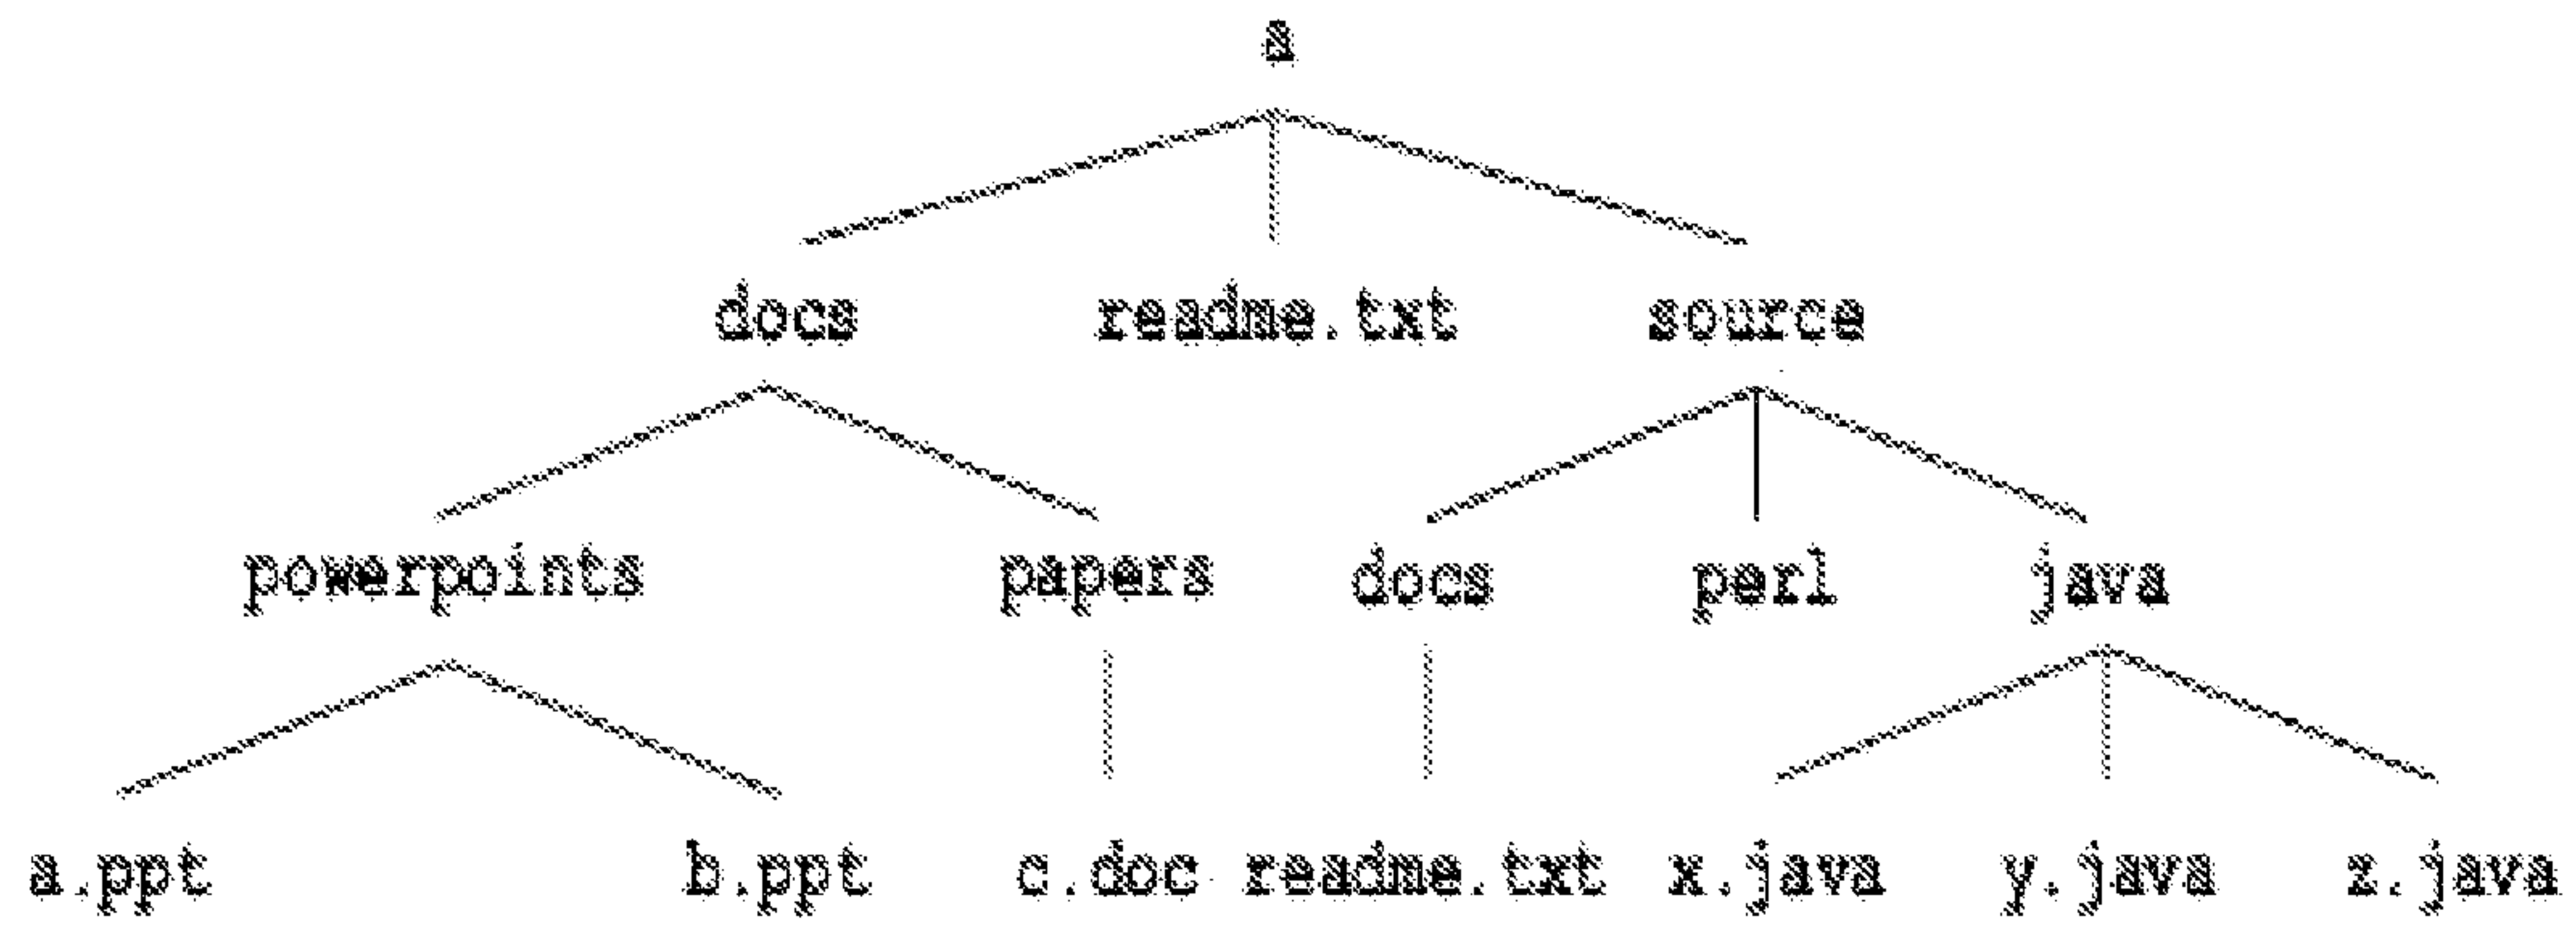 a
docs readme.txt source
powerpoints papers docs perl java
a.ppt b.ppt c.doc readme.txt x.java y.java z.java